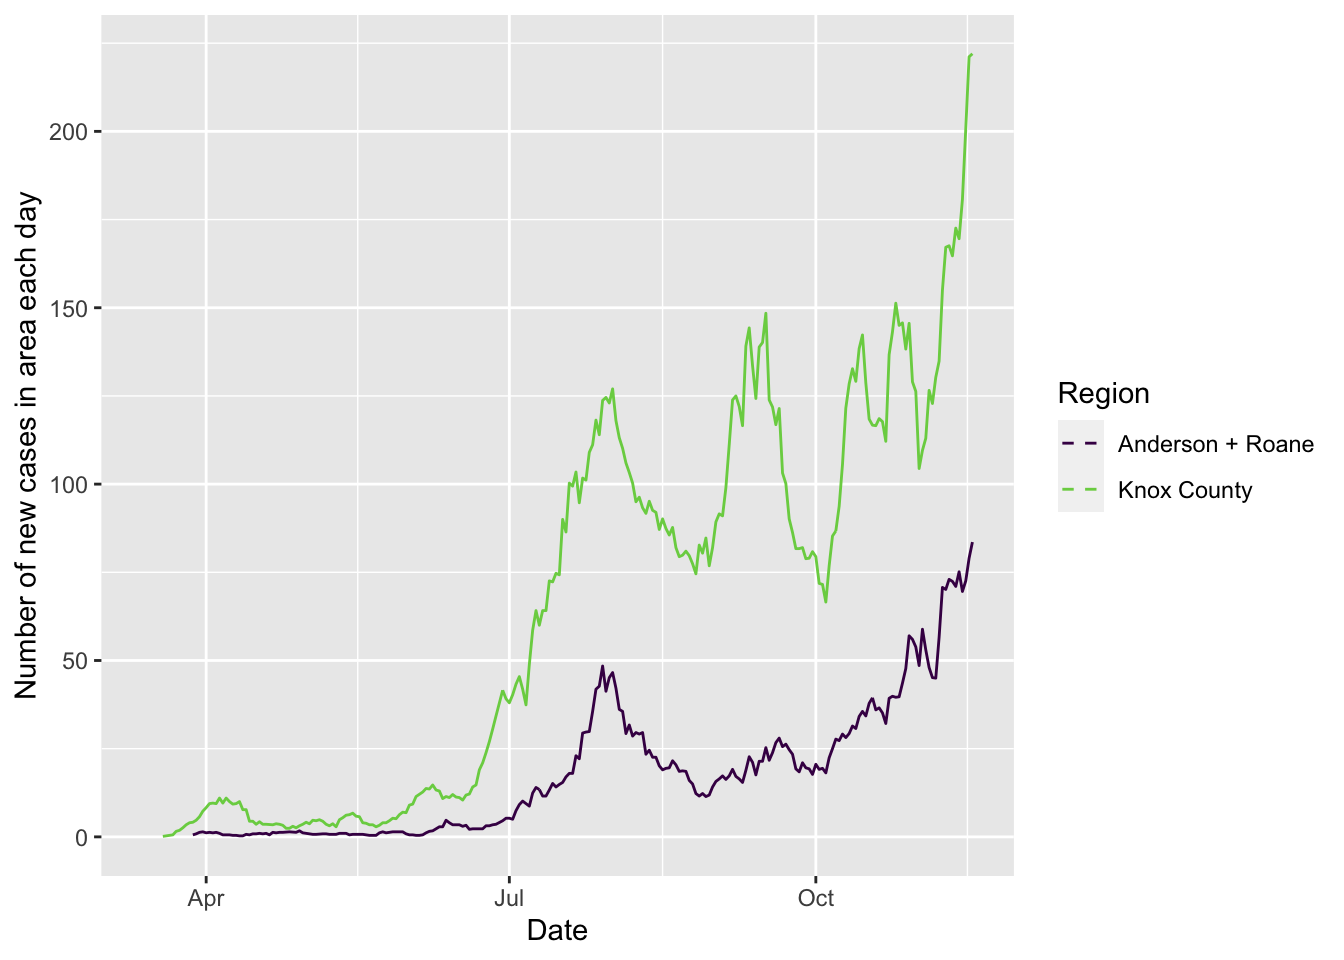 Number of new cases in area each day
200
150
100
50
0
Apr
Jul
Oct
Date
Region
Anderson + Roane
Knox County